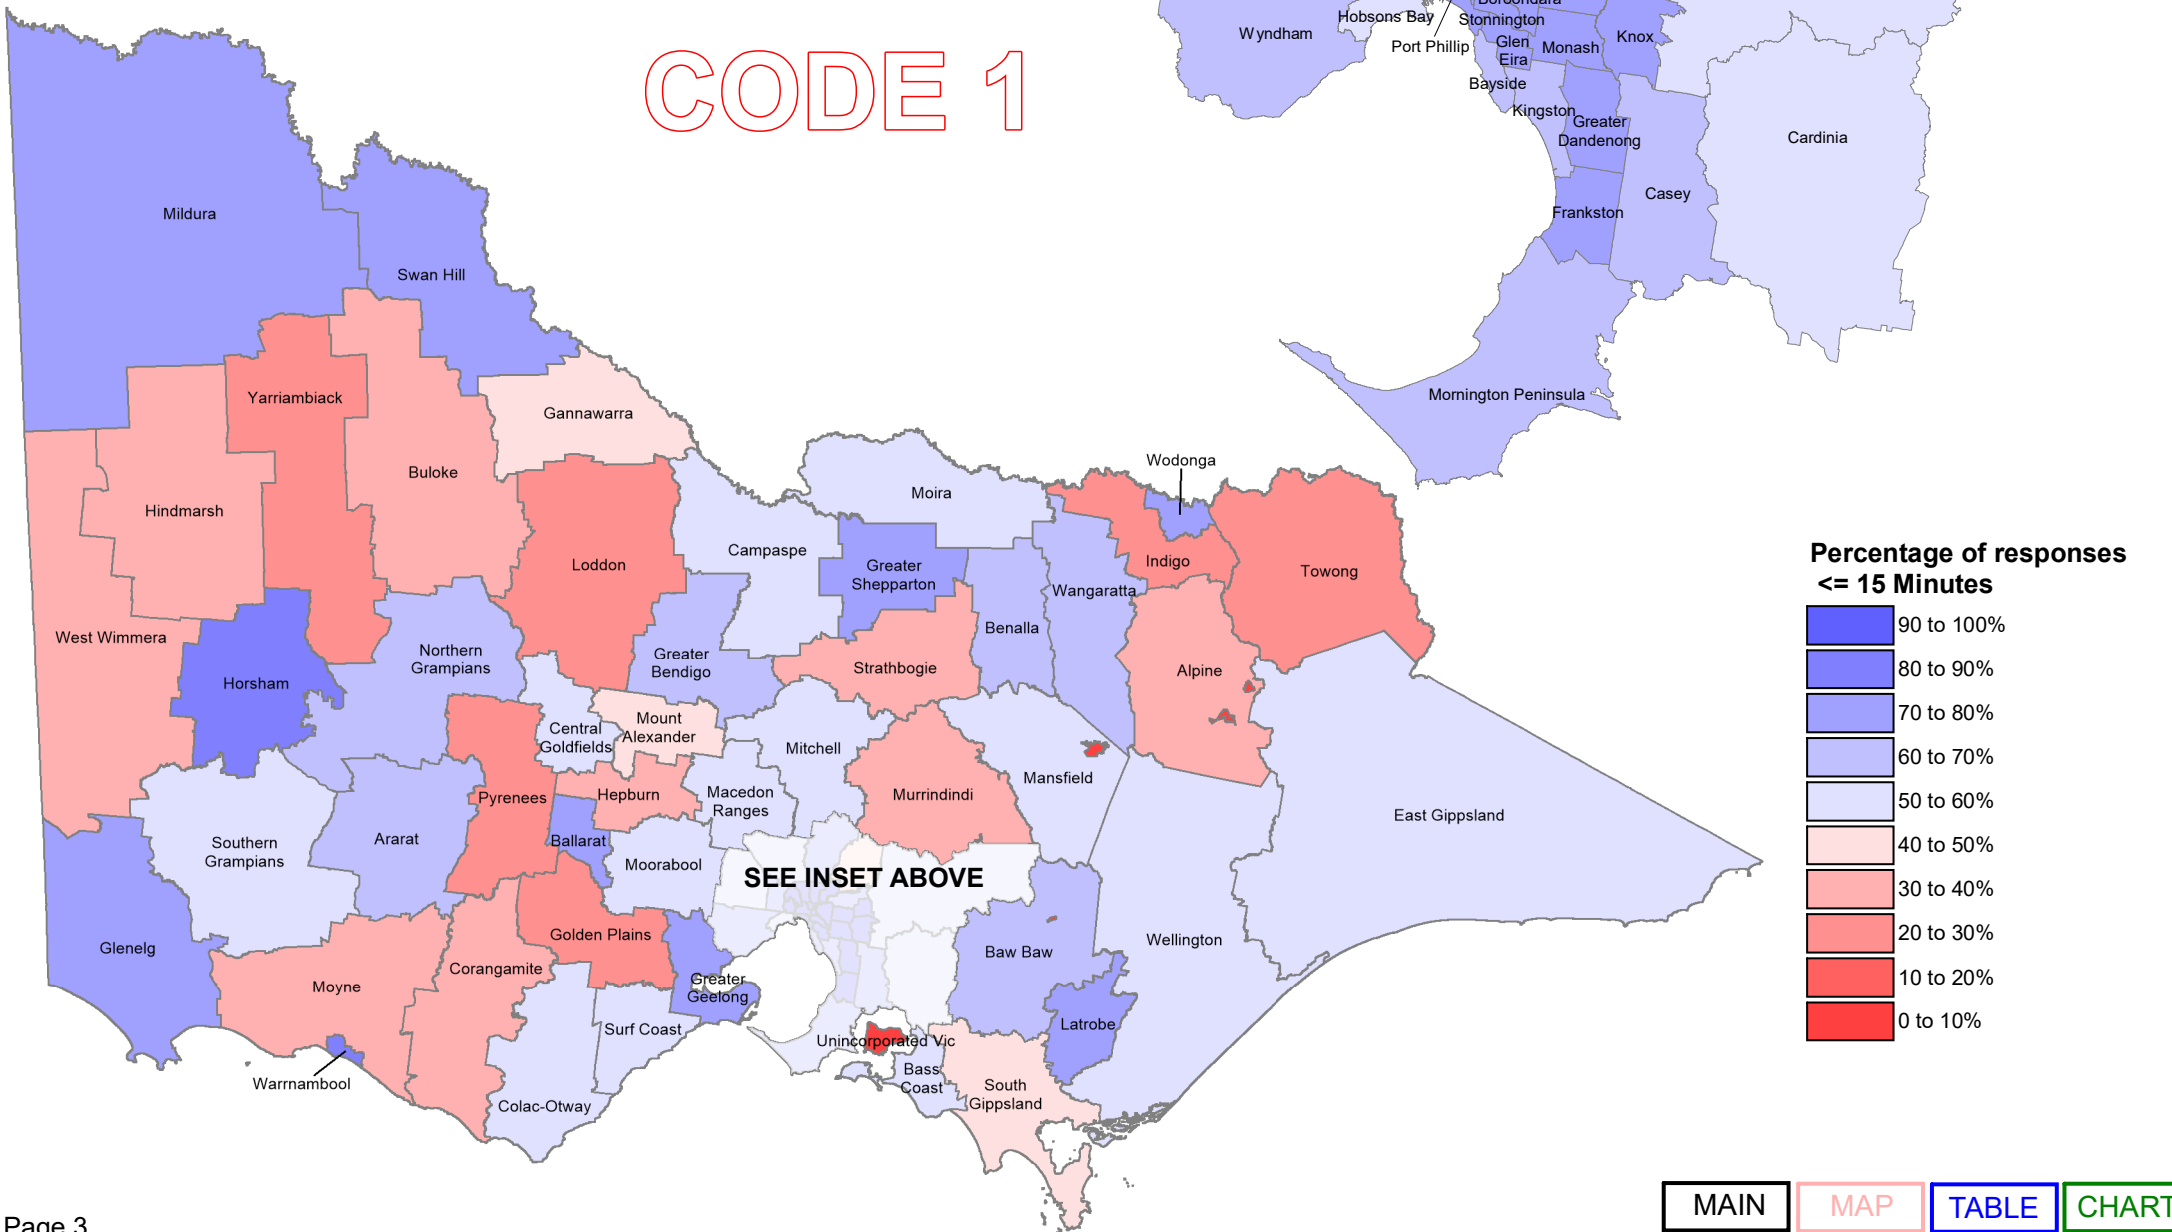 Boroondara
Hobsons Bay
Stonnington
Wyndham
Port Phillip
Glen
Eira
Monash
Knox
CODE 1
Bayside
Kingston
Greater
Dandenong
Cardinia
Casey
Frankston
Mildura
Swan Hill
Mornington Peninsula
Yarriambiack
Gannawarra
Wodonga
Buloke
Moira
Hindmarsh
Campaspe
Loddon
Greater
Shepparton
Indigo
Towong
Wangaratta
Percentage of responses
<= 15 Minutes
90 to 100%
80 to 90%
70 to 80%
60 to 70%
50 to 60%
40 to 50%
30 to 40%
20 to 30%
10 to 20%
0 to 10%
West Wimmera
Benalla
Northern
Grampians
Greater
Bendigo
Strathbogie
Alpine
Horsham
Mount
Alexander
Central
Goldfields
Mitchell
Mansfield
Pyrenees
Hepburn
Macedon
Ranges
Murrindindi
East Gippsland
Southern
Grampians
Ararat
Ballarat
Moorabool
SEE INSET ABOVE
Glenelg
Golden Plains
Wellington
Baw Baw
Corangamite
Moyne
Greater
Geelong
Surf Coast
Latrobe
Unincorporated Vic
Warrnambool
Bass
Coast
South
Gippsland
Colac-Otway
MAIN
MAP
TABLE
CHART
Page 3